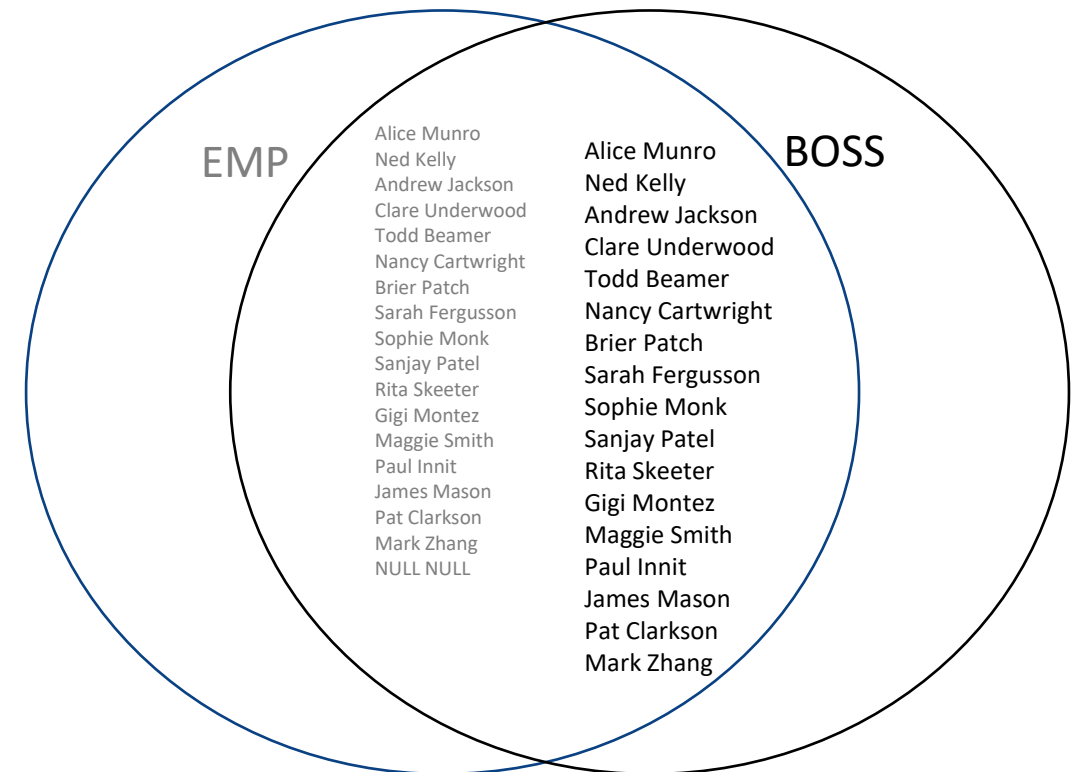 EMP
Alice Munro
Ned Kelly
Andrew Jackson
Clare Underwood
Todd Beamer
Nancy Cartwright
Brier Patch
Sarah Fergusson
Sophie Monk
Sanjay Patel
Rita Skeeter
Gigi Montez
Maggie Smith
Paul Innit
James Mason
Pat Clarkson
Mark Zhang
NULL NULL
Alice Munro
Ned Kelly
Andrew Jackson
Clare Underwood
Todd Beamer
Nancy Cartwright
Brier Patch
Sarah Fergusson
Sophie Monk
Sanjay Patel
Rita Skeeter
Gigi Montez
Maggie Smith
Paul Innit
James Mason
Pat Clarkson
Mark Zhang
BOSS